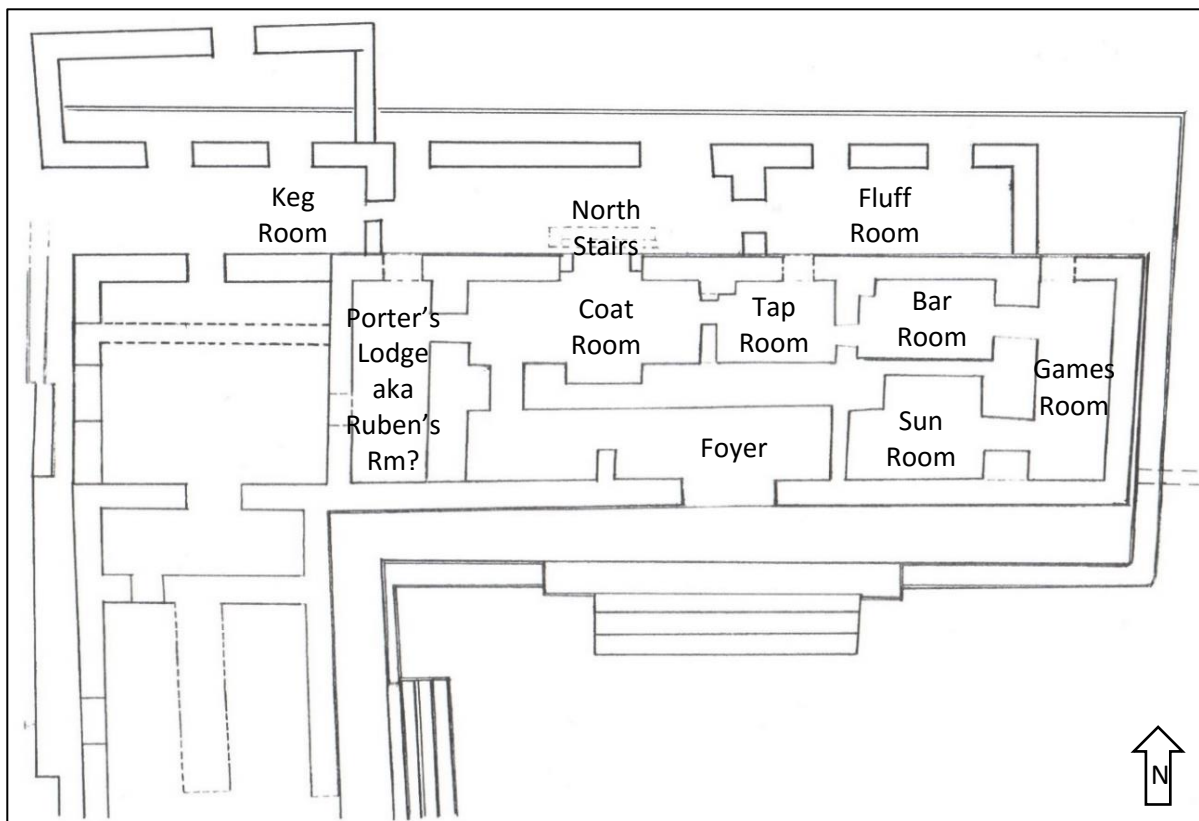 Keg
Room
North
Stairs
Fluff
Room
Porter’s
Lodge
aka
Ruben’s
Rm?
Coat
Room
Tap
Room
Bar
Room
Games
Room
Sun
Room
Foyer
N